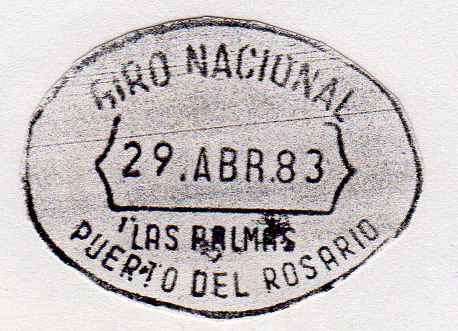 GIRO NACIONAL
29.ABR.83
LAS PALMAS
PUERTO DEL ROSARIO